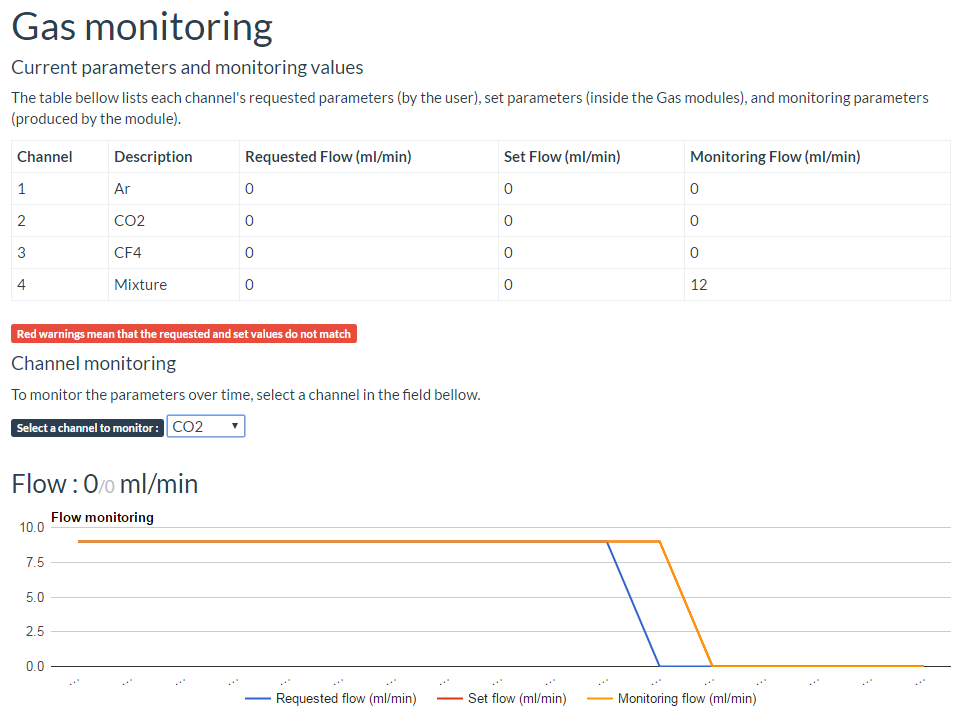 Gas monitoring
Current parameters and monitoring values
The table bellow lists each channel's requested parameters (by the user), set parameters (inside the Gas modules), and monitoring parameters
(produced by the module).
Channel Description Requested Flow (ml/min) Set Flow (ml/min) Monitoring Flow (ml/min)
1 Ar 0 0 0
2 CO2 0 0 0
3 CF4 0 0 0
4 Mixture 0 0 12
Red warnings mean that the requested and set values do not match
Channel monitoring
To monitor the parameters over time, select a channel in the field bellow.
Select a channel to monitor : CO2
Flow : 0/0 ml/min
Flow monitoring
10.0
7.5
5.0
2.5
0.0
... ... ... ... ... ... ... ... ... ... ... ... ... ... ... ... ...
Requested flow (ml/min) Set flow (ml/min) Monitoring flow (ml/min)